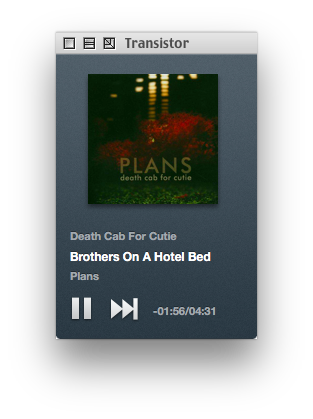 Transistor
PLANS
death cab for cutie
Death Cab For Cutie
Brothers On A Hotel Bed
Plans
-01:56/04:31